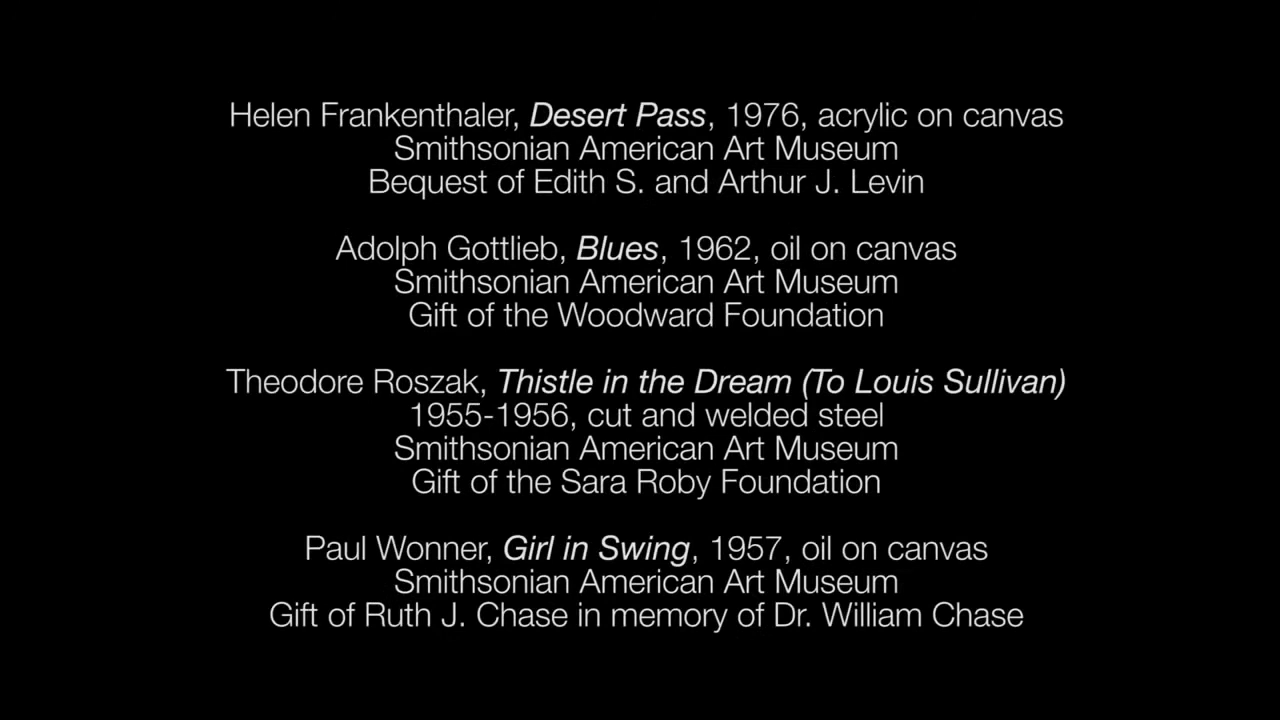 Helen Frankenthaler, Desert Pass, 1976, acrylic on canvas
Smithsonian American Art Museum
Bequest of Edith S. and Arthur J. Levin
Adolph Gottlieb, Blues, 1962, oil on canvas
Smithsonian American Art Museum
Gift of the Woodward Foundation
Theodore Roszak, Thistle in the Dream (To Louis Sullivan)
1955-1956, cut and welded steel
Smithsonian American Art Museum
Gift of the Sara Roby Foundation
Paul Wonner, Girl in Swing, 1957, oil on canvas
Smithsonian American Art Museum
Gift of Ruth J. Chase in memory of Dr. William Chase